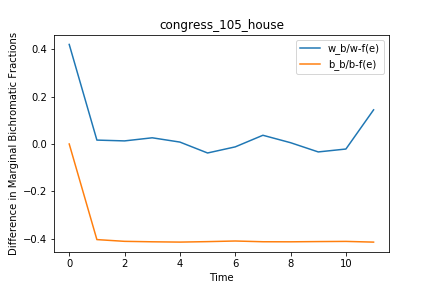 congress_105_house
w_b/w-f(e)
b_b/b-f(e)
Difference in Marginal Bichromatic Fractions
0.4
0.2
0.0
−0.2
−0.4
0 2 4 6 8 10
Time